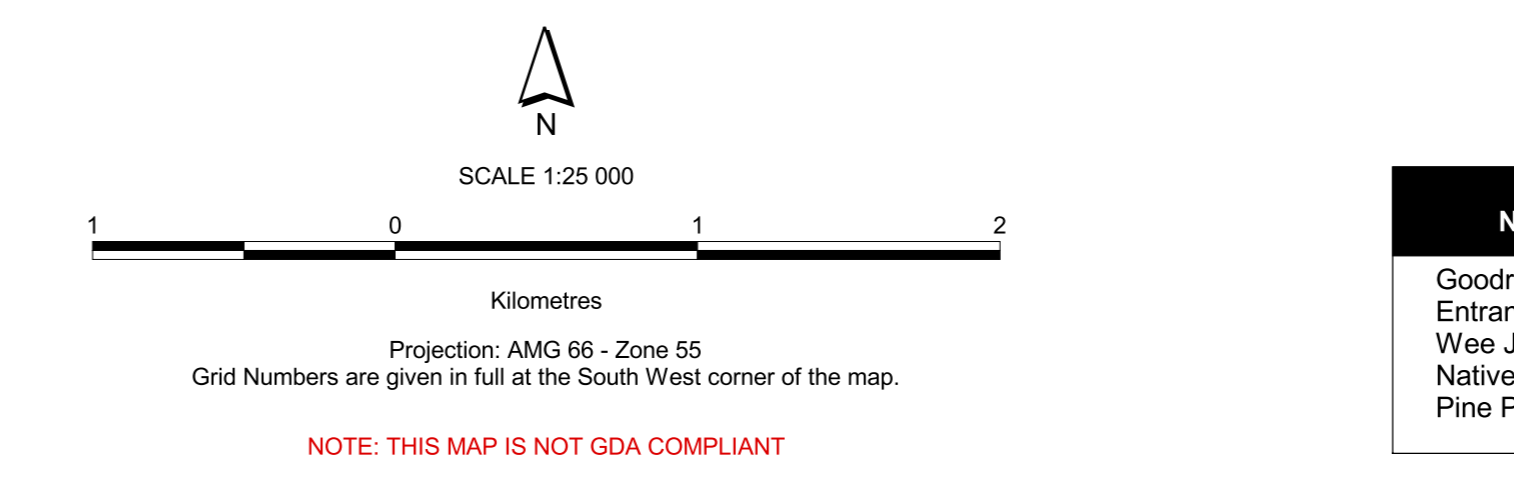 N
SCALE 1:25 000
1 0 1 2
Kilometres
Projection: AMG 66 - Zone 55
Grid Numbers are given in full at the South West corner of the map.
NOTE: THIS MAP IS NOT GDA COMPLIANT